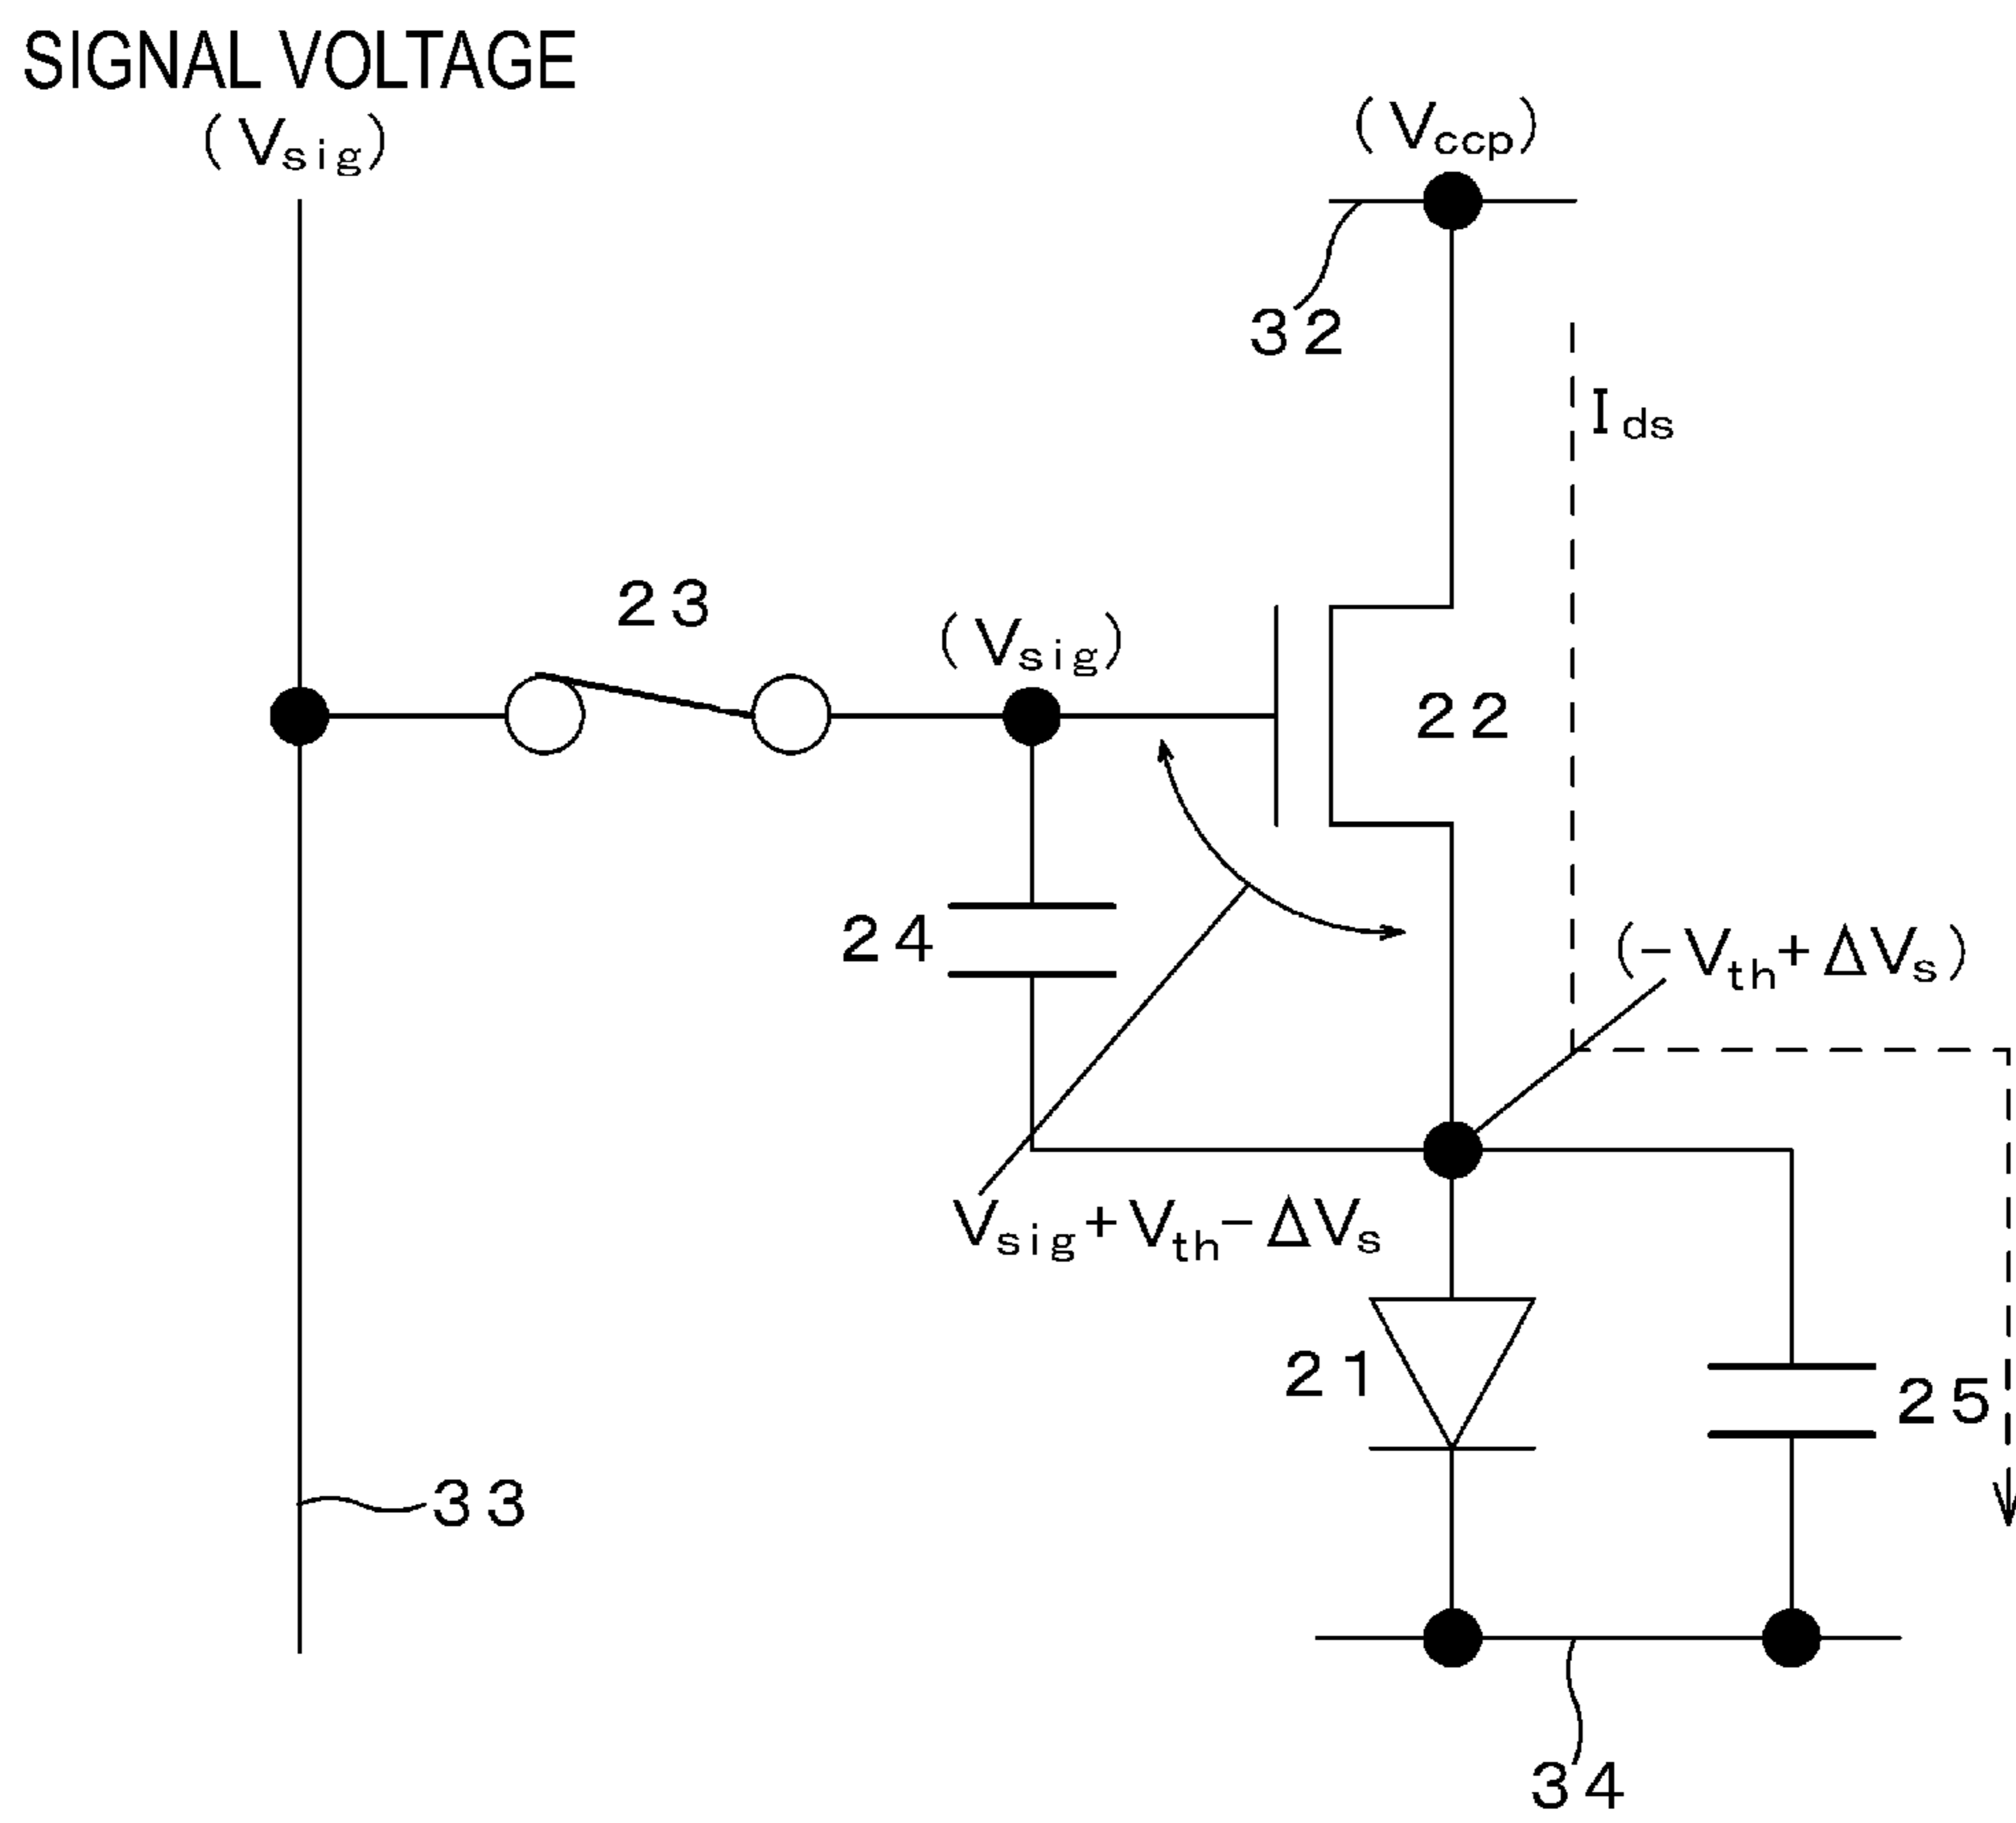 SIGNAL VOLTAGE
(Vsig)
(Vccp)
32
Ids
23
(Vsig)
22
24
(-Vth+ΔVs)
Vsig+Vth-ΔVs
21
25
33
34